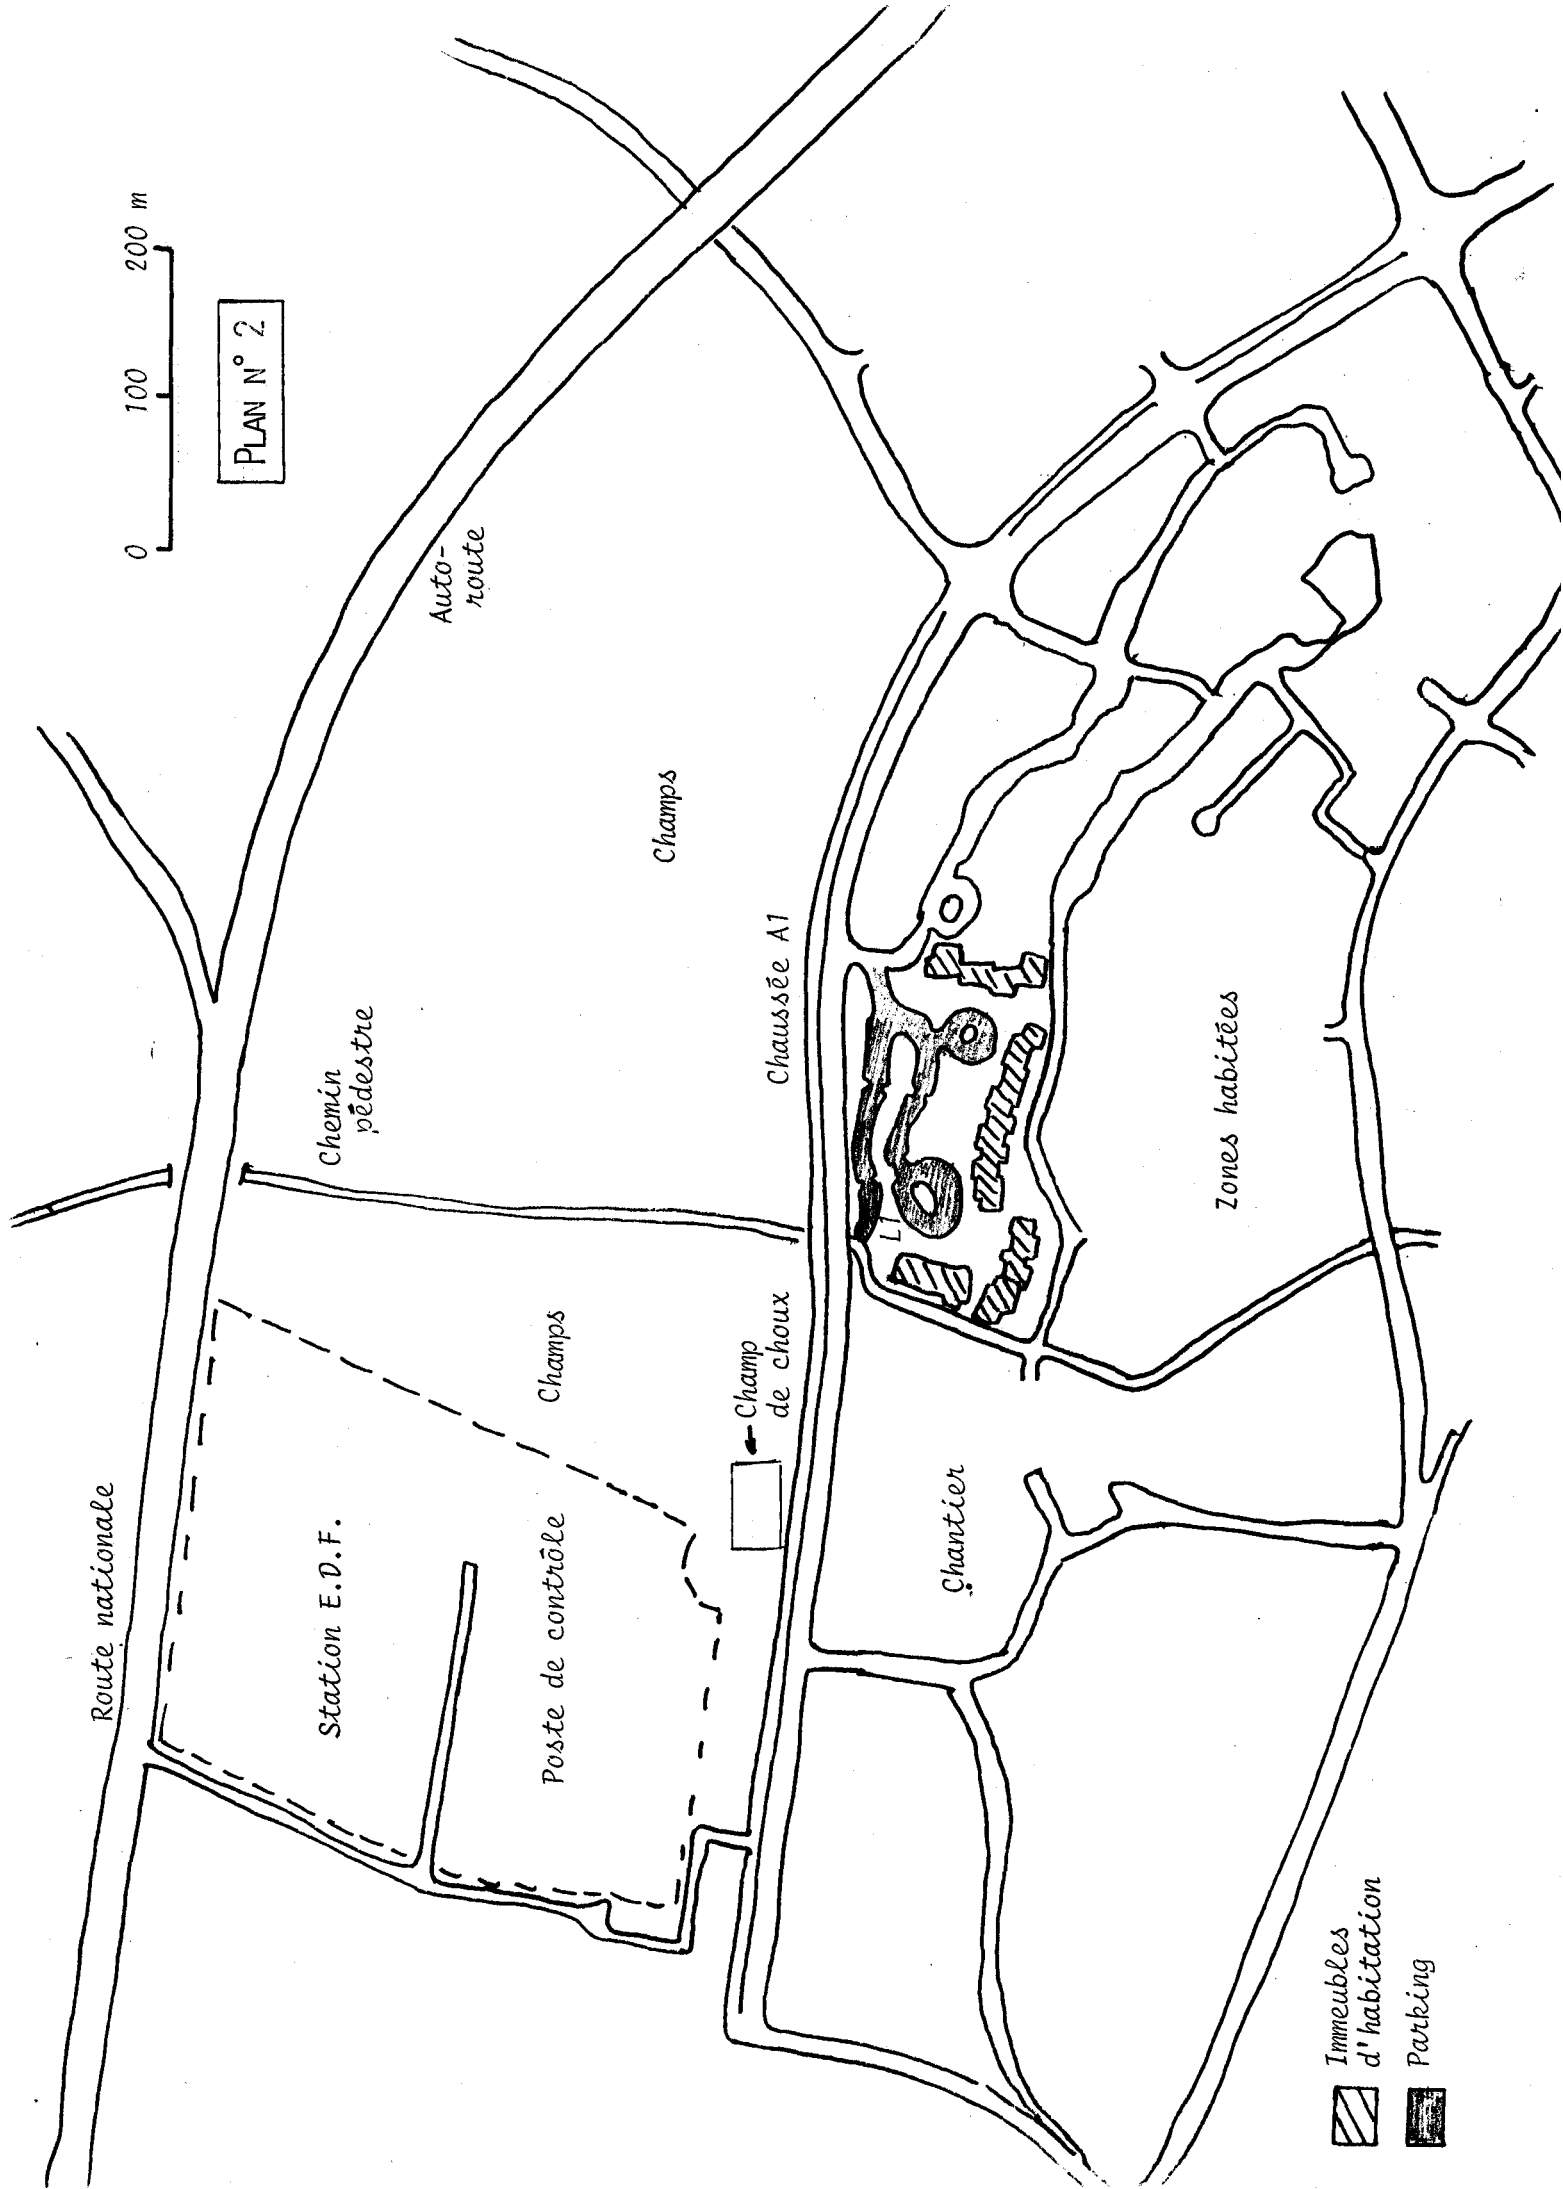 0 100 200 m
PLAN N° 2
Route nationale
Auto-
route
Chemin
pédestre
Station E.D.F.
Champs
Champs
Poste de contrôle
Champ
de choux
Chaussée A1
L1
Chantier
Zones habitées
Immeubles
d'habitation
Parking